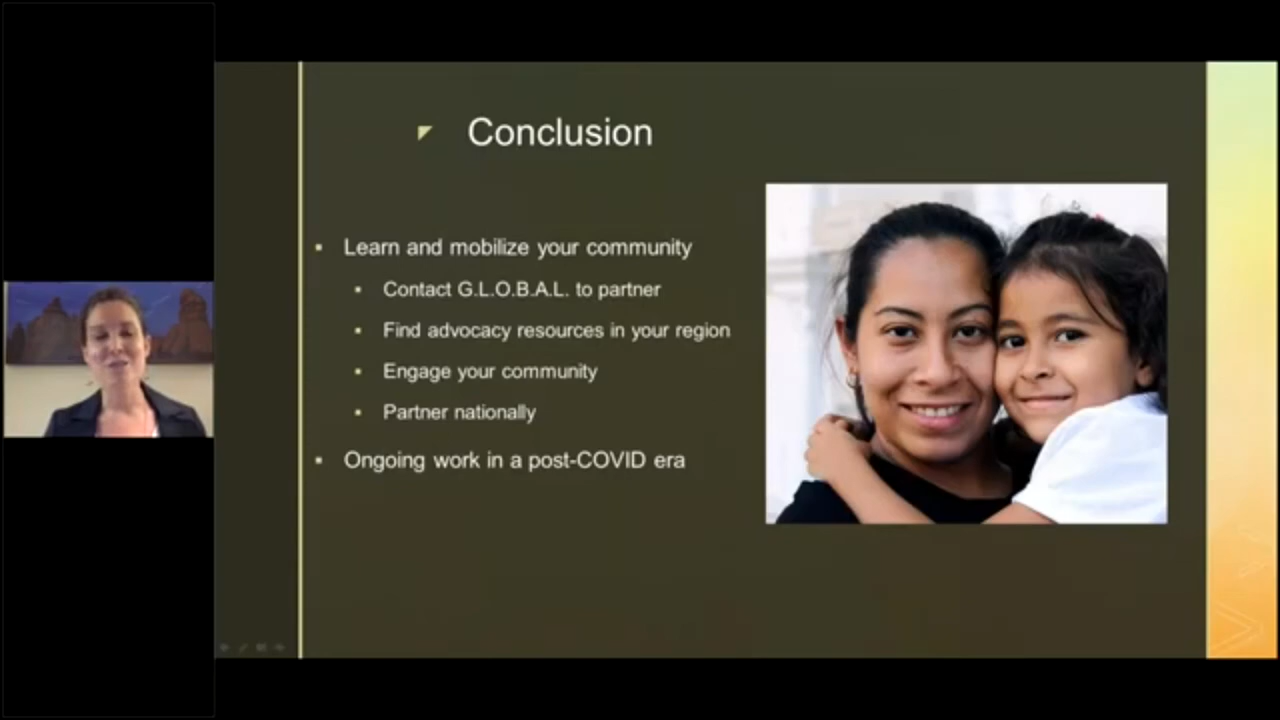 Conclusion
Learn and mobilize your community
Contact G.L.O.B.A.L. to partner
Find advocacy resources in your region
Engage your community
Partner nationally
Ongoing work in a post-COVID era